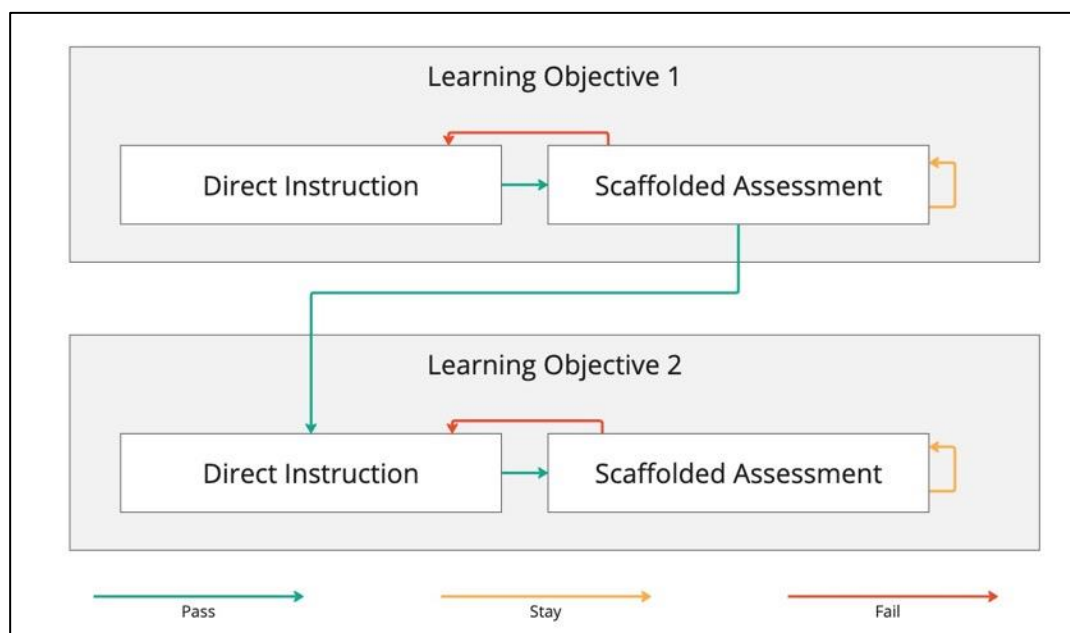 Learning Objective 1
Direct Instruction
Scaffolded Assessment
Learning Objective 2
Direct Instruction
Scaffolded Assessment
Pass
Stay
Fail